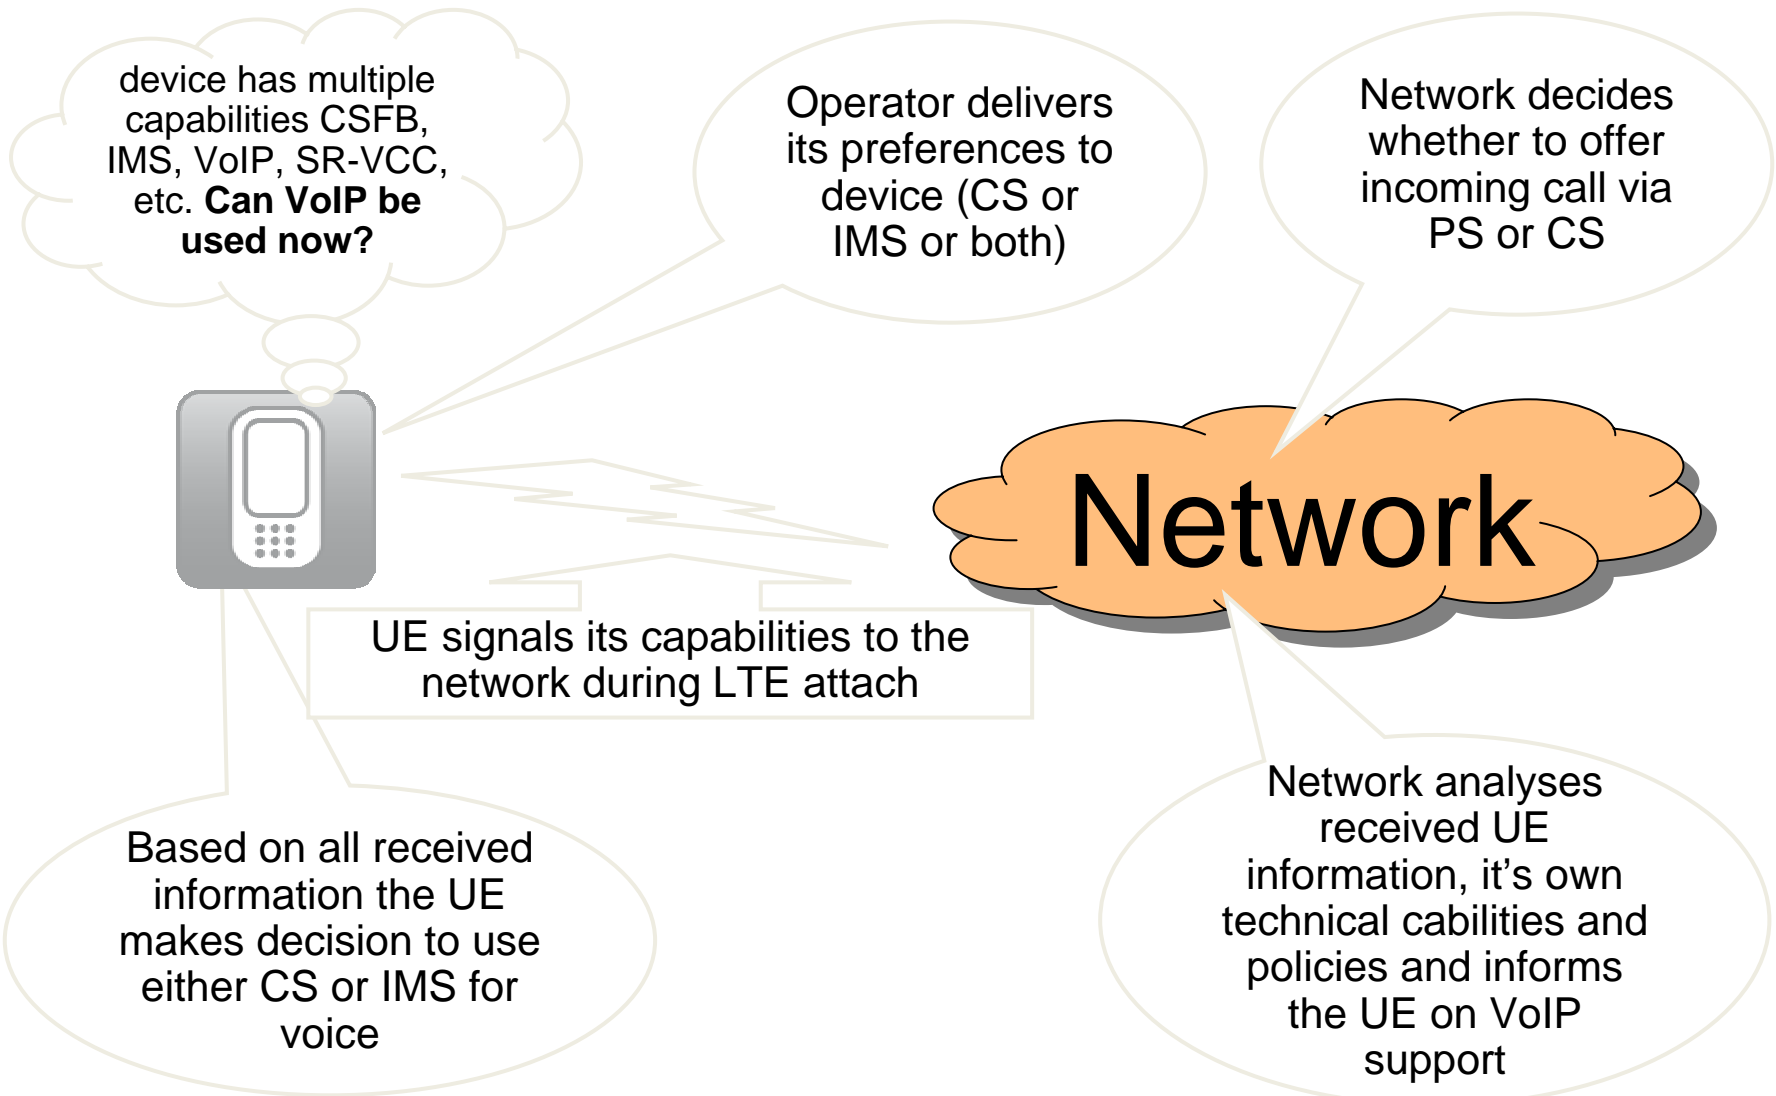 device has multiple
capabilities CSFB,
IMS, VoIP, SR-VCC,
etc. Can VoIP be
used now?
Operator delivers
its preferences to
device (CS or
IMS or both)
Network decides
whether to offer
incoming call via
PS or CS
Network
UE signals its capabilities to the
network during LTE attach
Based on all received
information the UE
makes decision to use
either CS or IMS for
voice
Network analyses
received UE
information, it’s own
technical cabilities and
policies and informs
the UE on VoIP
support